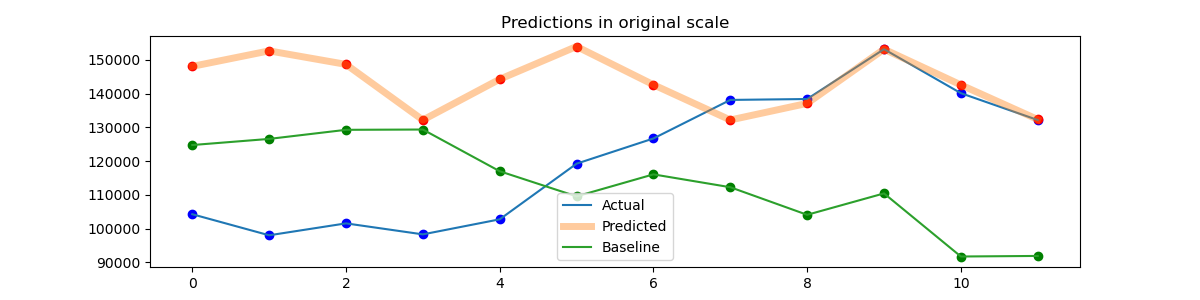 Predictions in original scale
150000
140000
130000
120000
110000
100000
90000
0 2 4 6 8 10
Actual
Predicted
Baseline